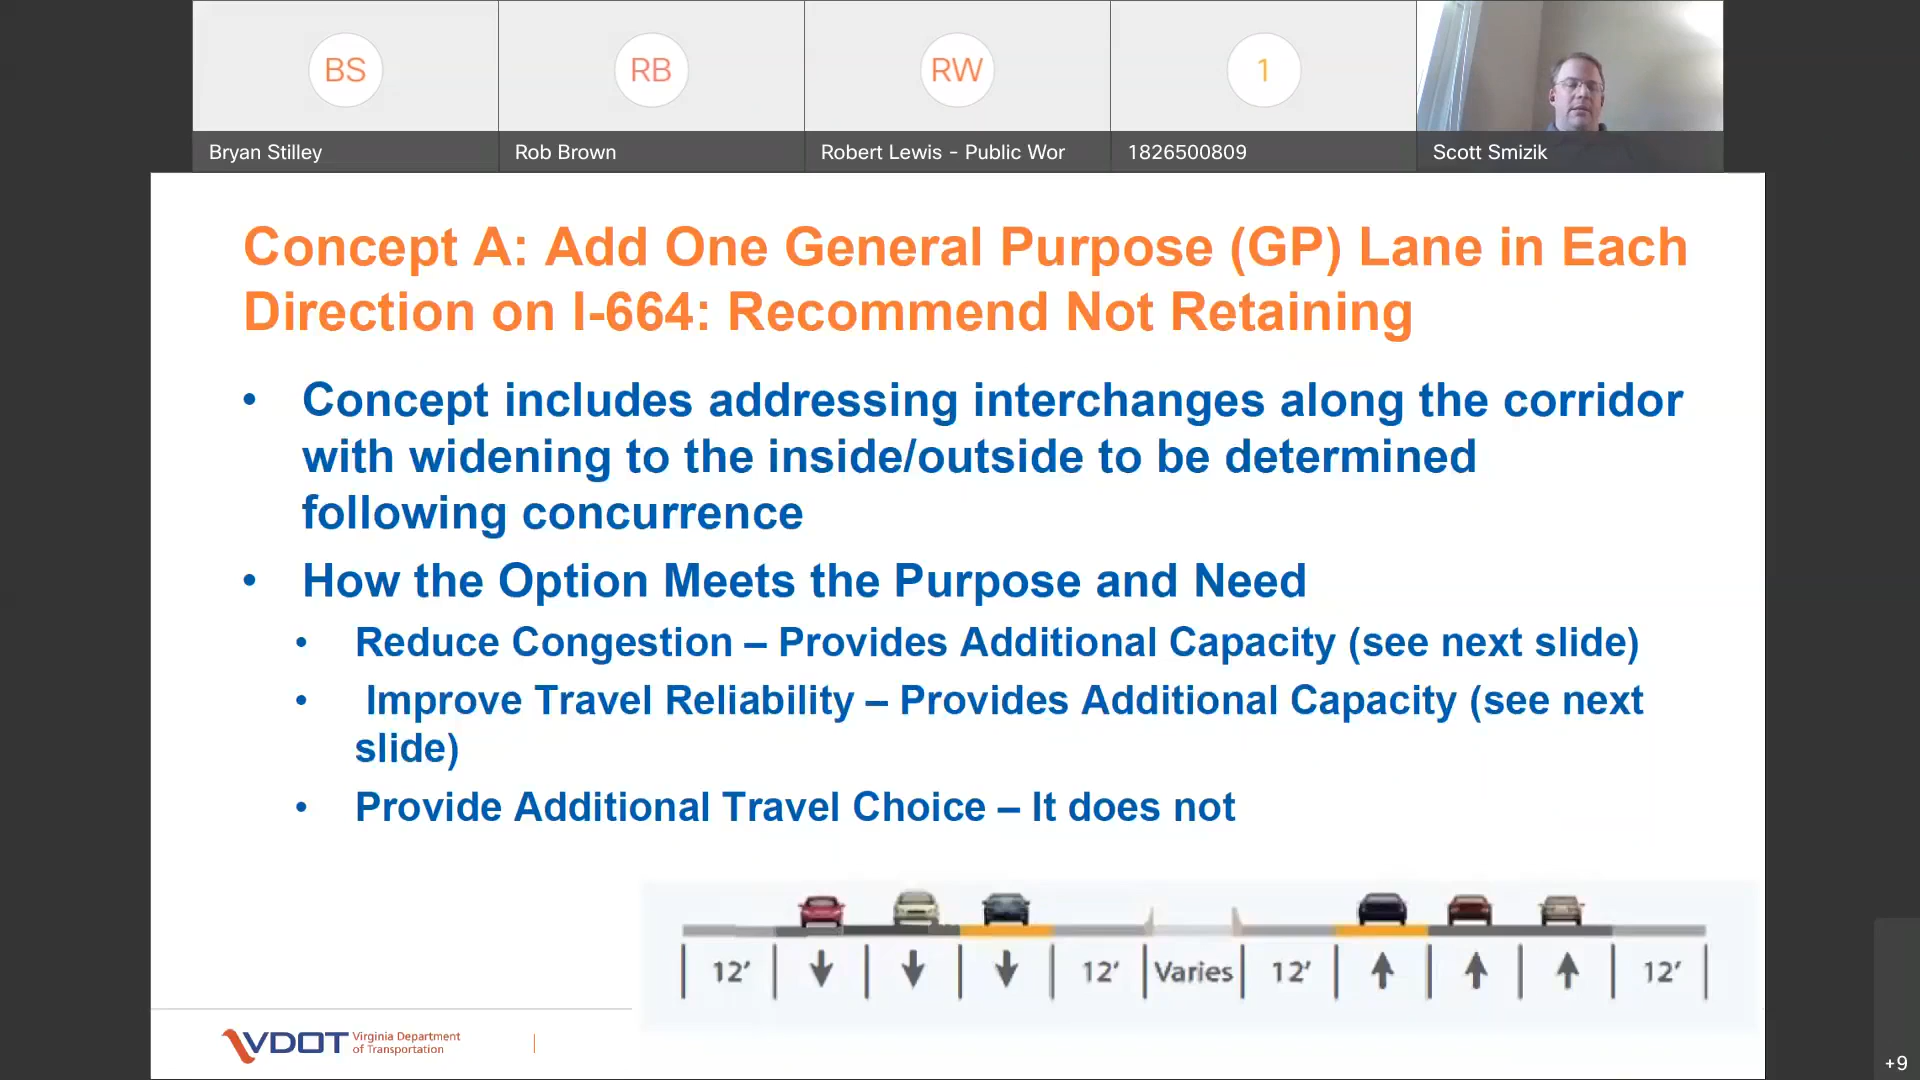 BS
RB
RW
1
Bryan Stilley
Rob Brown
Robert Lewis - Public Wor
1826500809
Scott Smizik
Concept A: Add One General Purpose (GP) Lane in Each
Direction on I-664: Recommend Not Retaining
• Concept includes addressing interchanges along the corridor
with widening to the inside/outside to be determined
following concurrence
• How the Option Meets the Purpose and Need
• Reduce Congestion – Provides Additional Capacity (see next slide)
• Improve Travel Reliability – Provides Additional Capacity (see next
slide)
• Provide Additional Travel Choice – It does not
12’ 12’ Varies 12’ 12’
VDOT Virginia Department
of Transportation
+9